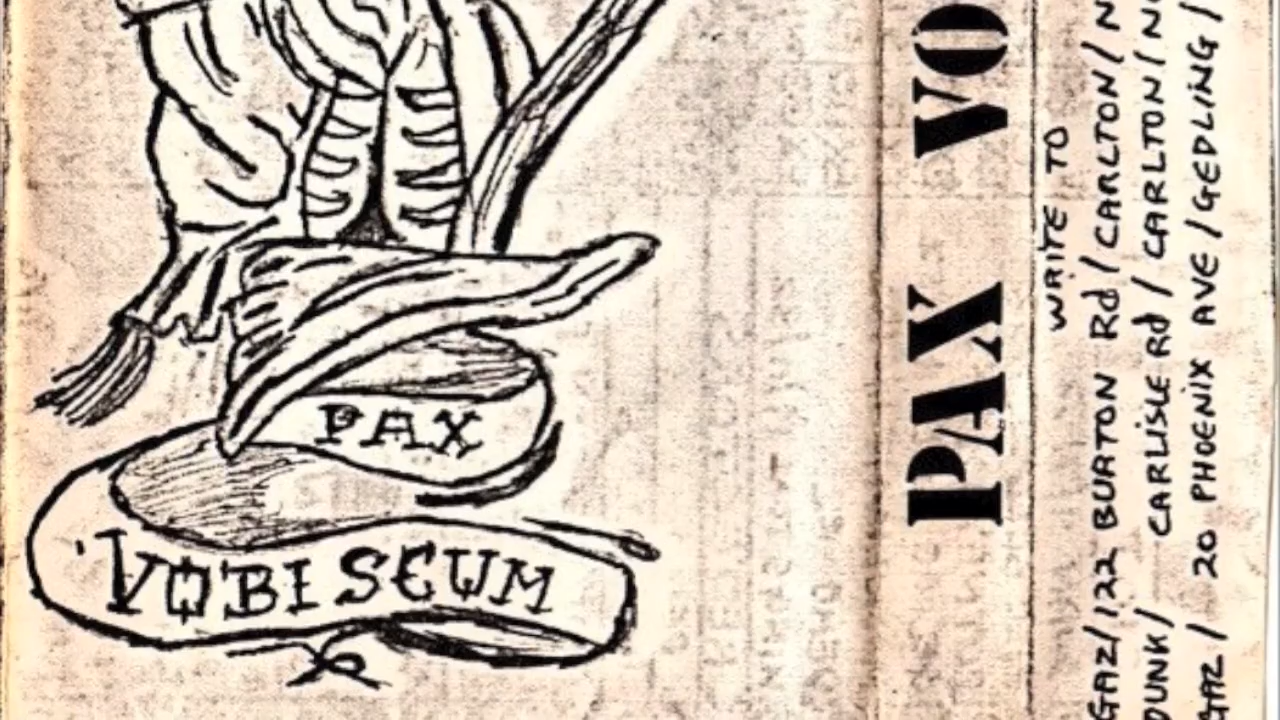 PAX
VOBISEUM
PAX VO
WRITE TO
GAZ / 122 BURTON Rd / CARLTON / N
DUNK / CARLISLE Rd / CARLTON / N
GAZ / 20 PHOENIX AVE / GEDLING /